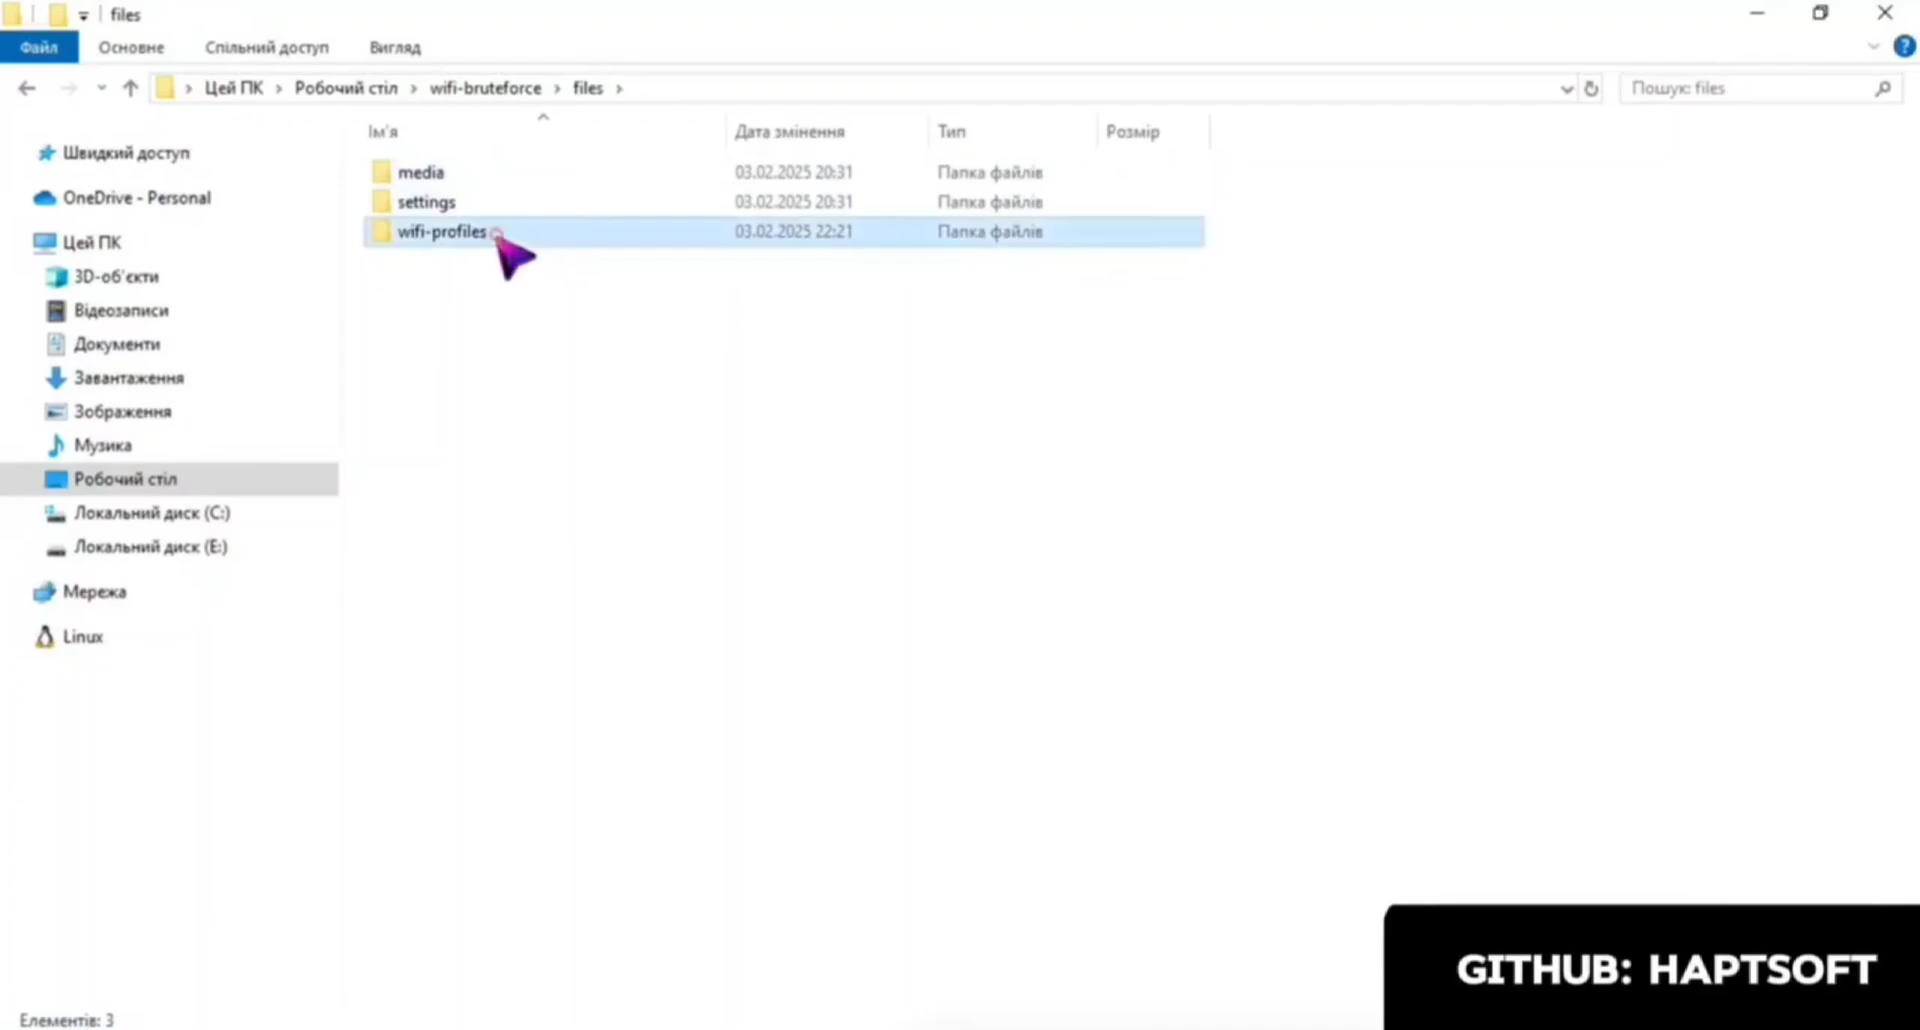 files
Файл Основне Спільний доступ Вигляд
Цей ПК Робочий стіл wifi-bruteforce files
Пошук: files
Ім'я Дата змінення Тип Розмір
media 03.02.2025 20:31 Папка файлів
settings 03.02.2025 20:31 Папка файлів
wifi-profiles 03.02.2025 22:21 Папка файлів
Швидкий доступ
OneDrive - Personal
Цей ПК
3D-об'єкти
Відеозаписи
Документи
Завантаження
Зображення
Музика
Робочий стіл
Локальний диск (C:)
Локальний диск (E:)
Мережа
Linux
GITHUB: HAPTSOFT
Елементів: 3